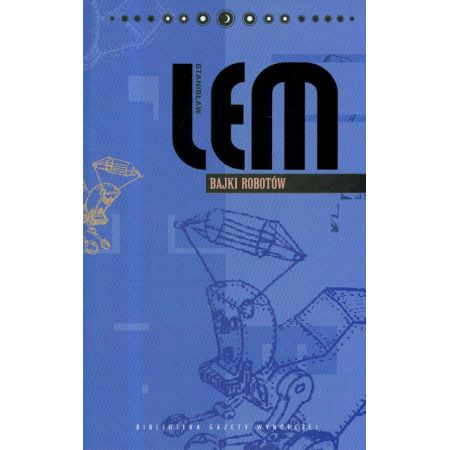 STANISŁAW
LEM
BAJKI ROBOTÓW
BIBLIOTEKA GAZETY WYBORCZEJ